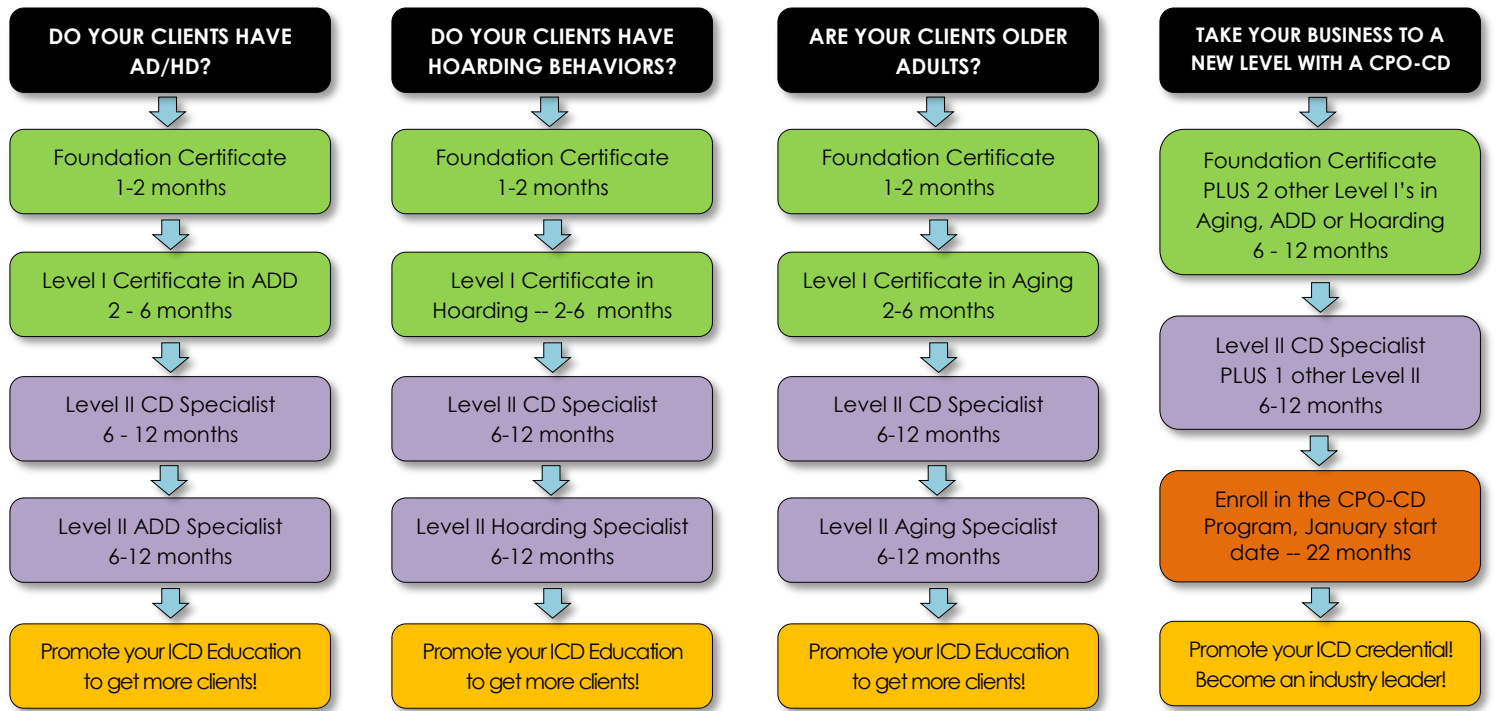 DO YOUR CLIENTS HAVE
AD/HD?
Foundation Certificate
1-2 months
Level I Certificate in ADD
2 - 6 months
Level II CD Specialist
6 - 12 months
Level II ADD Specialist
6-12 months
Promote your ICD Education
to get more clients!
DO YOUR CLIENTS HAVE
HOARDING BEHAVIORS?
Foundation Certificate
1-2 months
Level I Certificate in
Hoarding -- 2-6 months
Level II CD Specialist
6-12 months
Level II Hoarding Specialist
6-12 months
Promote your ICD Education
to get more clients!
ARE YOUR CLIENTS OLDER
ADULTS?
Foundation Certificate
1-2 months
Level I Certificate in Aging
2-6 months
Level II CD Specialist
6-12 months
Level II Aging Specialist
6-12 months
Promote your ICD Education
to get more clients!
TAKE YOUR BUSINESS TO A
NEW LEVEL WITH A CPO-CD
Foundation Certificate
PLUS 2 other Level I's in
Aging, ADD or Hoarding
6 - 12 months
Level II CD Specialist
PLUS 1 other Level II
6-12 months
Enroll in the CPO-CD
Program, January start
date -- 22 months
Promote your ICD credential!
Become an industry leader!